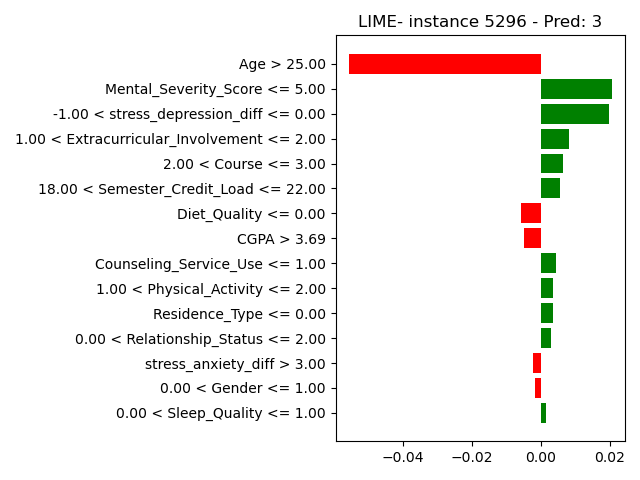 LIME- instance 5296 - Pred: 3
Age > 25.00
Mental_Severity_Score <= 5.00
-1.00 < stress_depression_diff <= 0.00
1.00 < Extracurricular_Involvement <= 2.00
2.00 < Course <= 3.00
18.00 < Semester_Credit_Load <= 22.00
Diet_Quality <= 0.00
CGPA > 3.69
Counseling_Service_Use <= 1.00
1.00 < Physical_Activity <= 2.00
Residence_Type <= 0.00
0.00 < Relationship_Status <= 2.00
stress_anxiety_diff > 3.00
0.00 < Gender <= 1.00
0.00 < Sleep_Quality <= 1.00
−0.04 −0.02 0.00 0.02